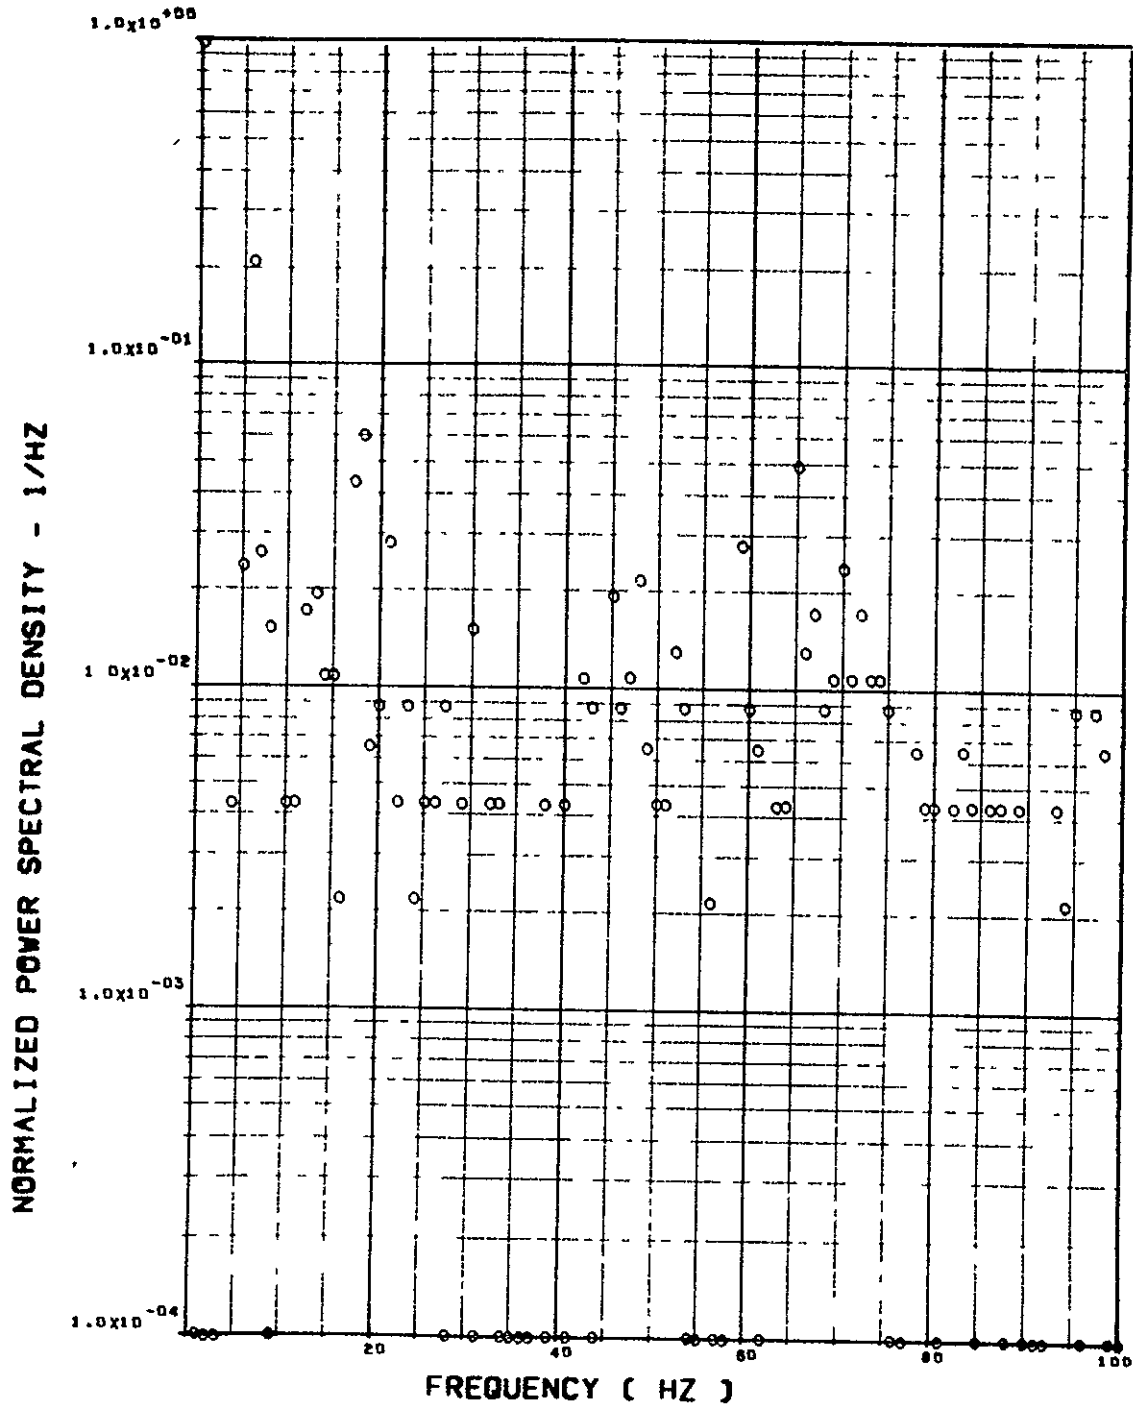 1.0x10^+00
1.0x10^-01
1 0x10^-02
1.0x10^-03
1.0x10^-04
NORMALIZED POWER SPECTRAL DENSITY - 1/HZ
20
40
60
80
100
FREQUENCY ( HZ )